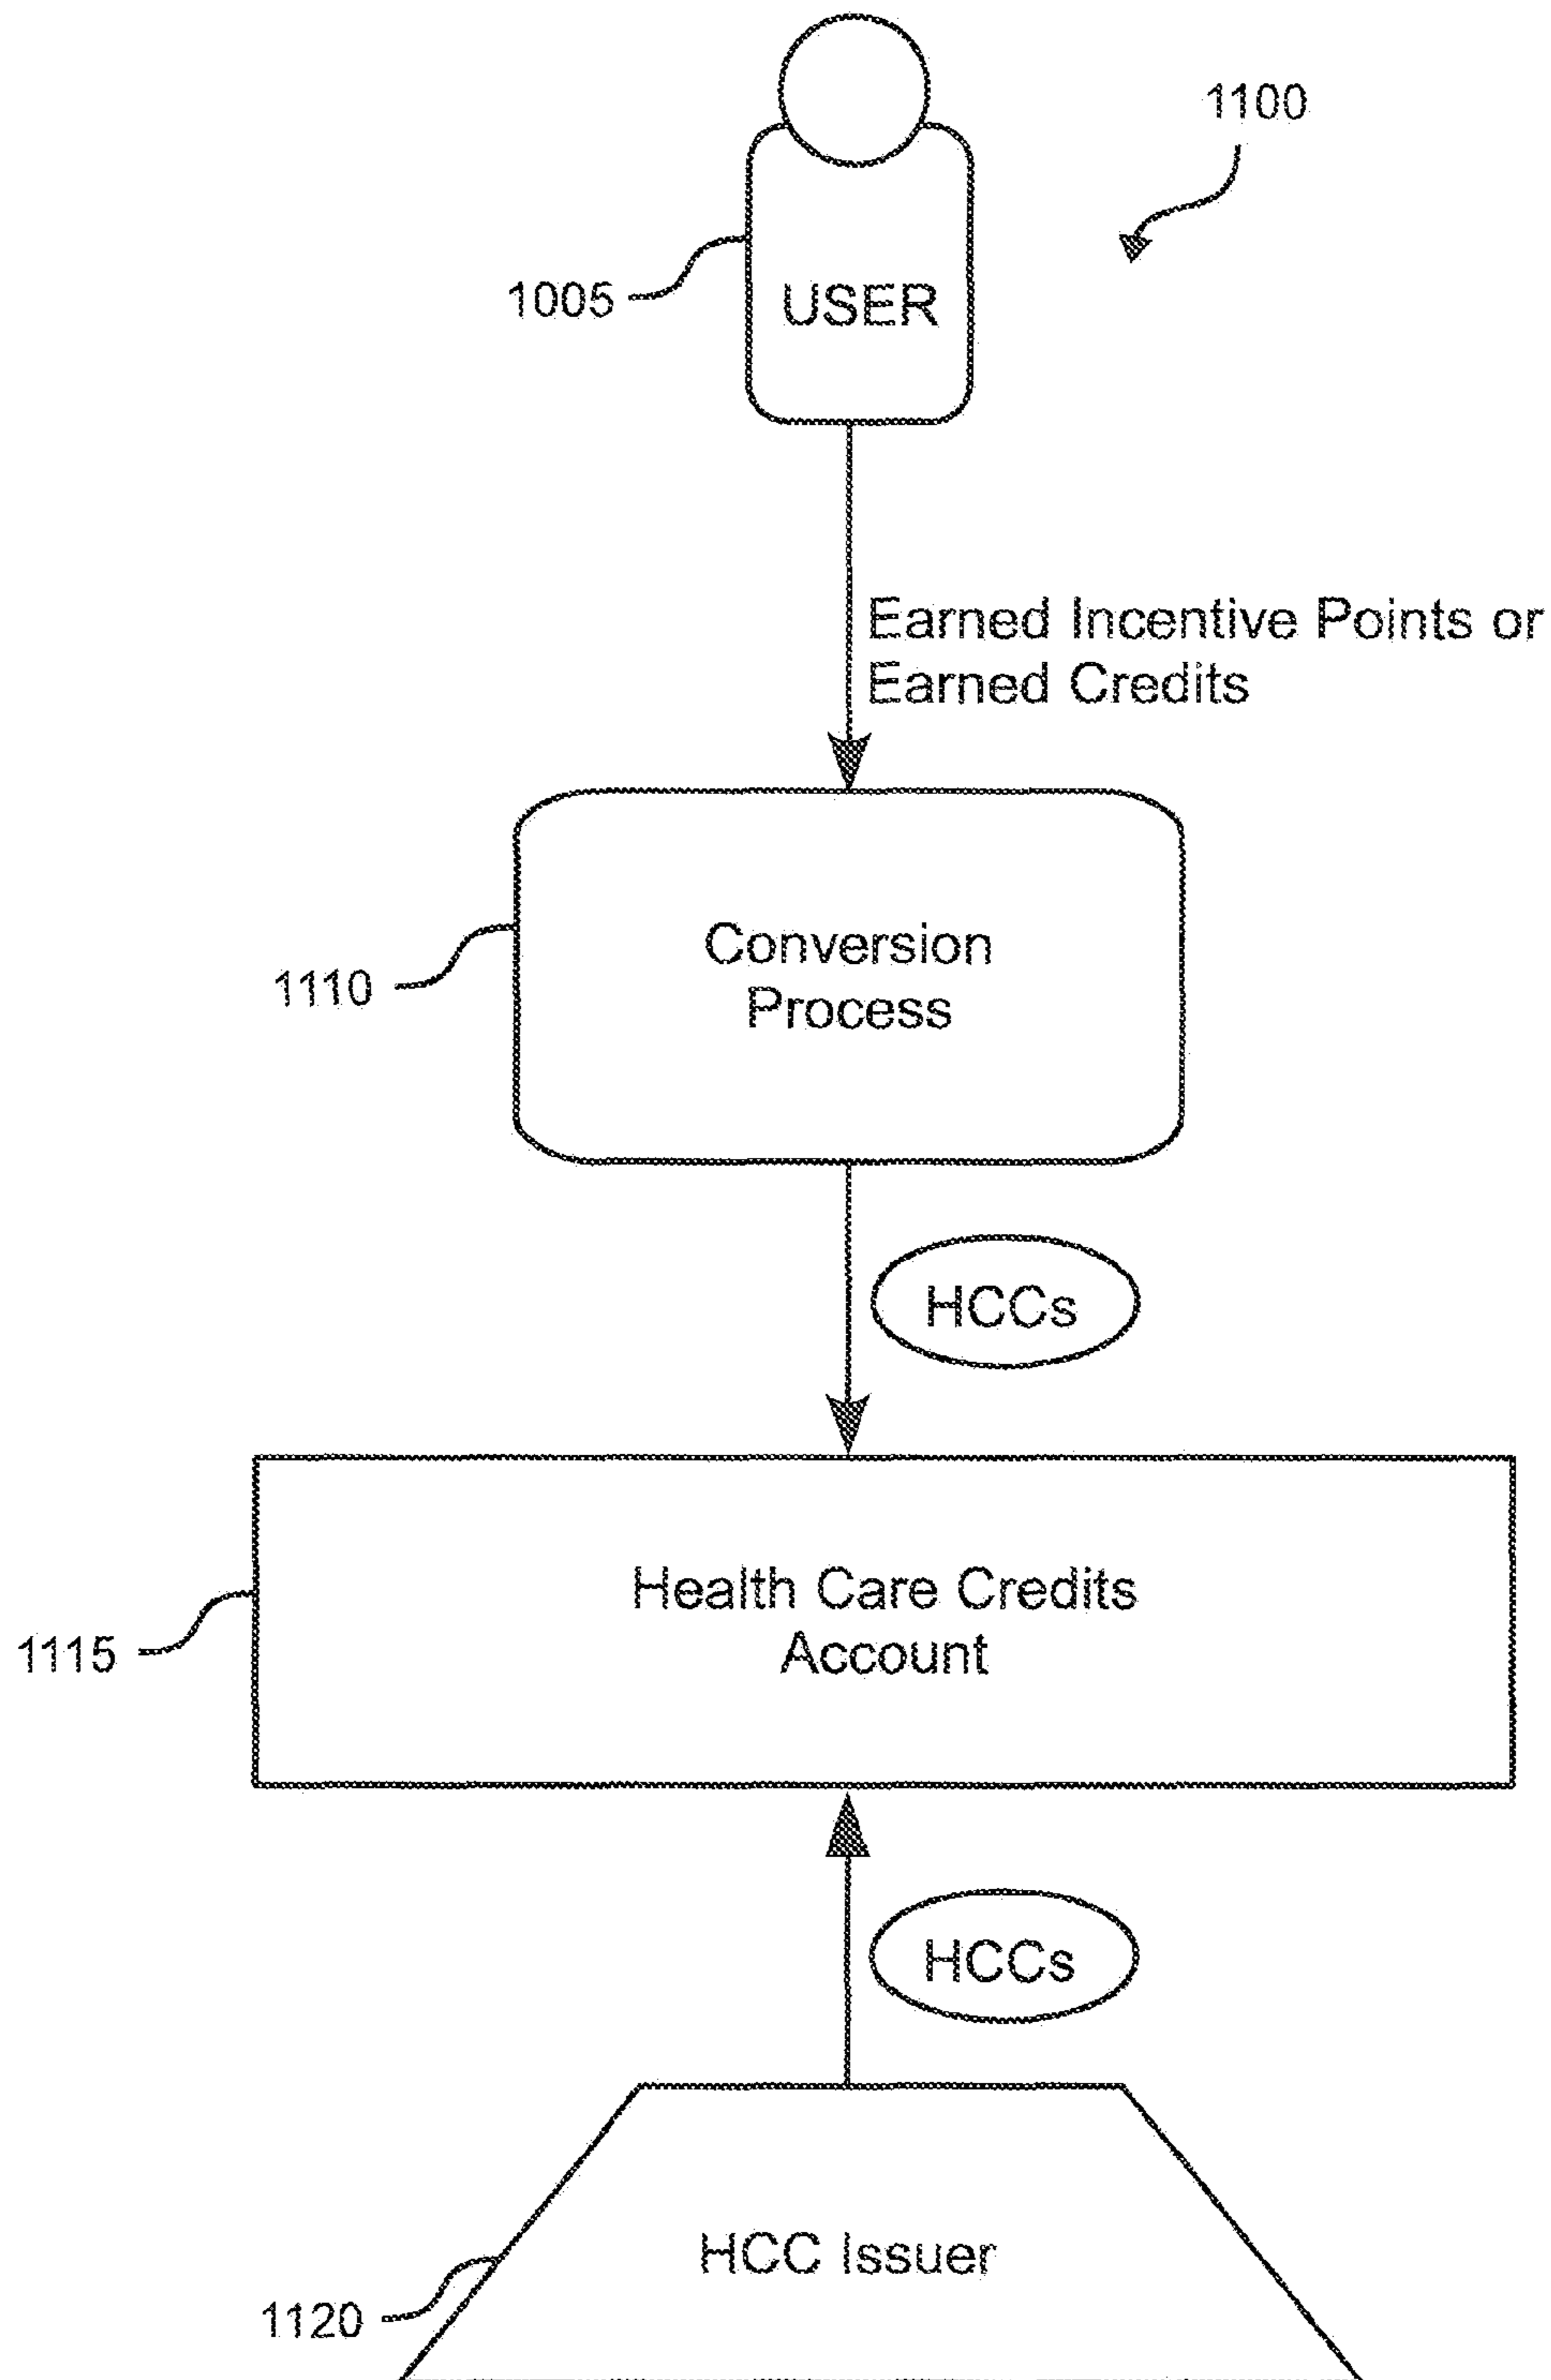 1100
1005
USER
Earned Incentive Points or
Earned Credits
Conversion
Process
1110
HCCs
Health Care Credits
Account
1115
HCCs
HCC Issuer
1120